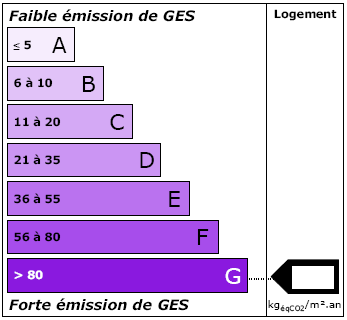 Faible émission de GES
Logement
≤ 5 A
6 à 10 B
11 à 20 C
21 à 35 D
36 à 55 E
56 à 80 F
> 80 G
Forte émission de GES
kgéqCO2/m².an